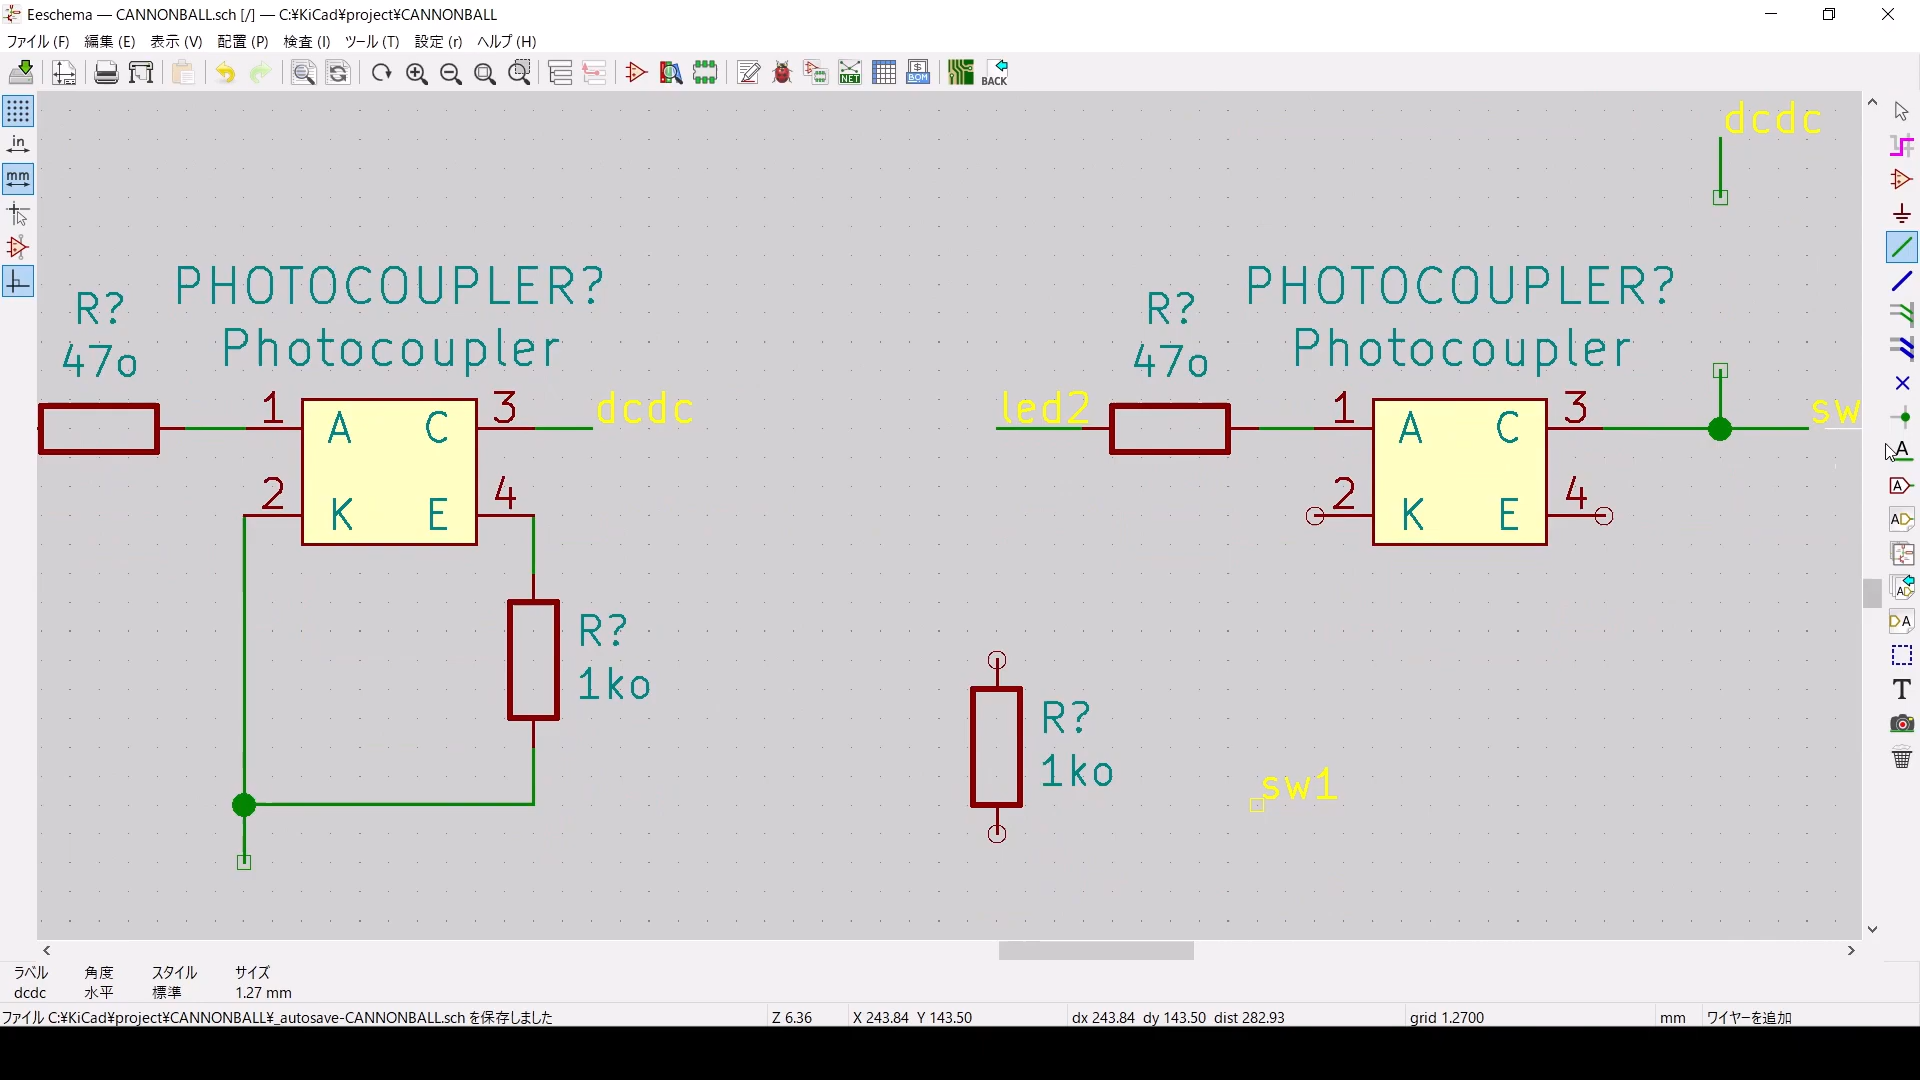 Eeschema — CANNONBALL.sch [/] — C:¥KiCad¥project¥CANNONBALL
ファイル (F) 編集 (E) 表示 (V) 配置 (P) 検査 (I) ツール (T) 設定 (r) ヘルプ (H)
NET
BOM
BACK
in
mm
dcdc
PHOTOCOUPLER?
Photocoupler
R?
47o
1
A
C
3
dcdc
2
K
E
4
R?
1ko
PHOTOCOUPLER?
Photocoupler
R?
47o
led2
1
A
C
3
sw
2
K
E
4
R?
1ko
sw1
A
A
AD
AD
DA
T
ラベル 角度 スタイル サイズ
dcdc 水平 標準 1.27 mm
ファイル C:¥KiCad¥project¥CANNONBALL¥_autosave-CANNONBALL.sch を保存しました Z 6.36 X 243.84 Y 143.50 dx 243.84 dy 143.50 dist 282.93 grid 1.2700 mm ワイヤーを追加